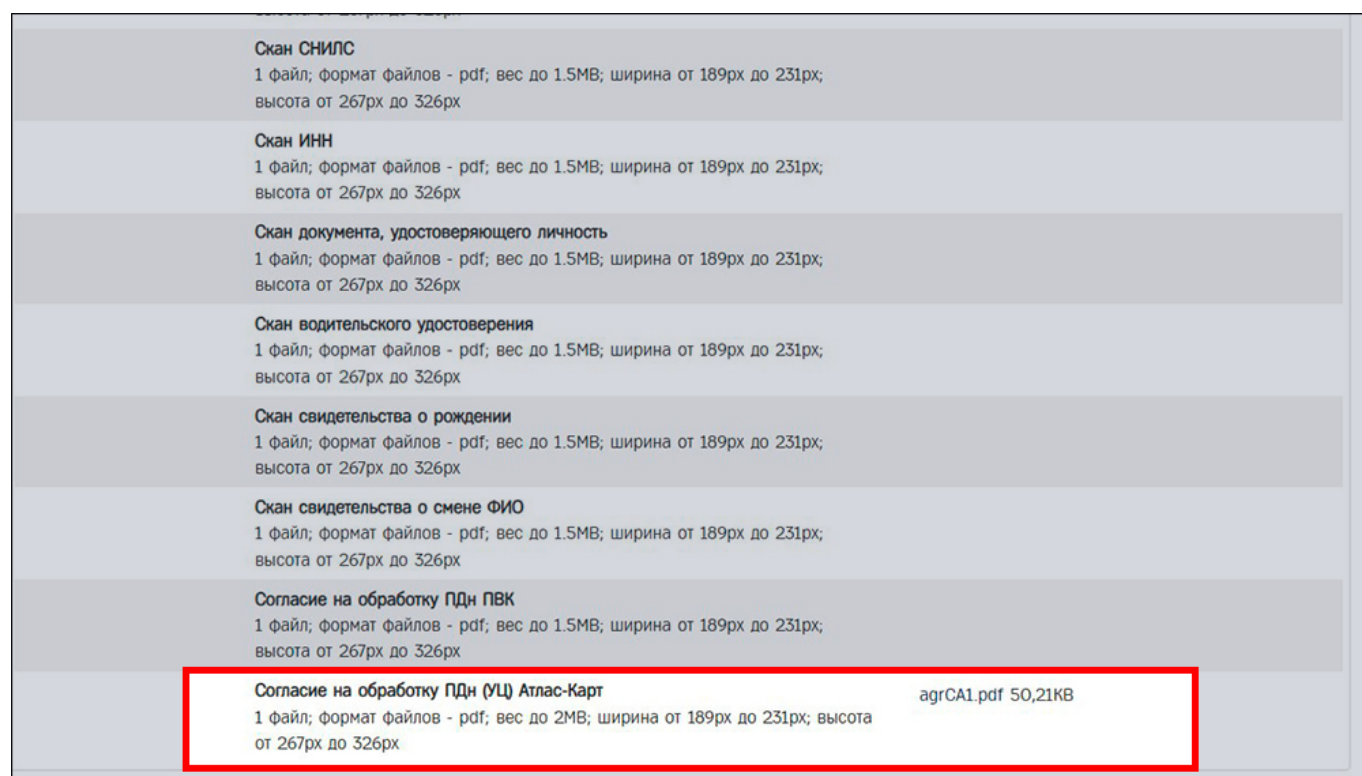 Скан СНИЛС
1 файл; формат файлов - pdf; вес до 1.5MB; ширина от 189px до 231px;
высота от 267px до 326px
Скан ИНН
1 файл; формат файлов - pdf; вес до 1.5MB; ширина от 189px до 231px;
высота от 267px до 326px
Скан документа, удостоверяющего личность
1 файл; формат файлов - pdf; вес до 1.5MB; ширина от 189px до 231px;
высота от 267px до 326px
Скан водительского удостоверения
1 файл; формат файлов - pdf; вес до 1.5MB; ширина от 189px до 231px;
высота от 267px до 326px
Скан свидетельства о рождении
1 файл; формат файлов - pdf; вес до 1.5MB; ширина от 189px до 231px;
высота от 267px до 326px
Скан свидетельства о смене ФИО
1 файл; формат файлов - pdf; вес до 1.5MB; ширина от 189px до 231px;
высота от 267px до 326px
Согласие на обработку ПДн ПВК
1 файл; формат файлов - pdf; вес до 1.5MB; ширина от 189px до 231px;
высота от 267px до 326px
Согласие на обработку ПДн (УЦ) Атлас-Карт
agrCA1.pdf 50,21KB
1 файл; формат файлов - pdf; вес до 2MB; ширина от 189px до 231px; высота
от 267px до 326px